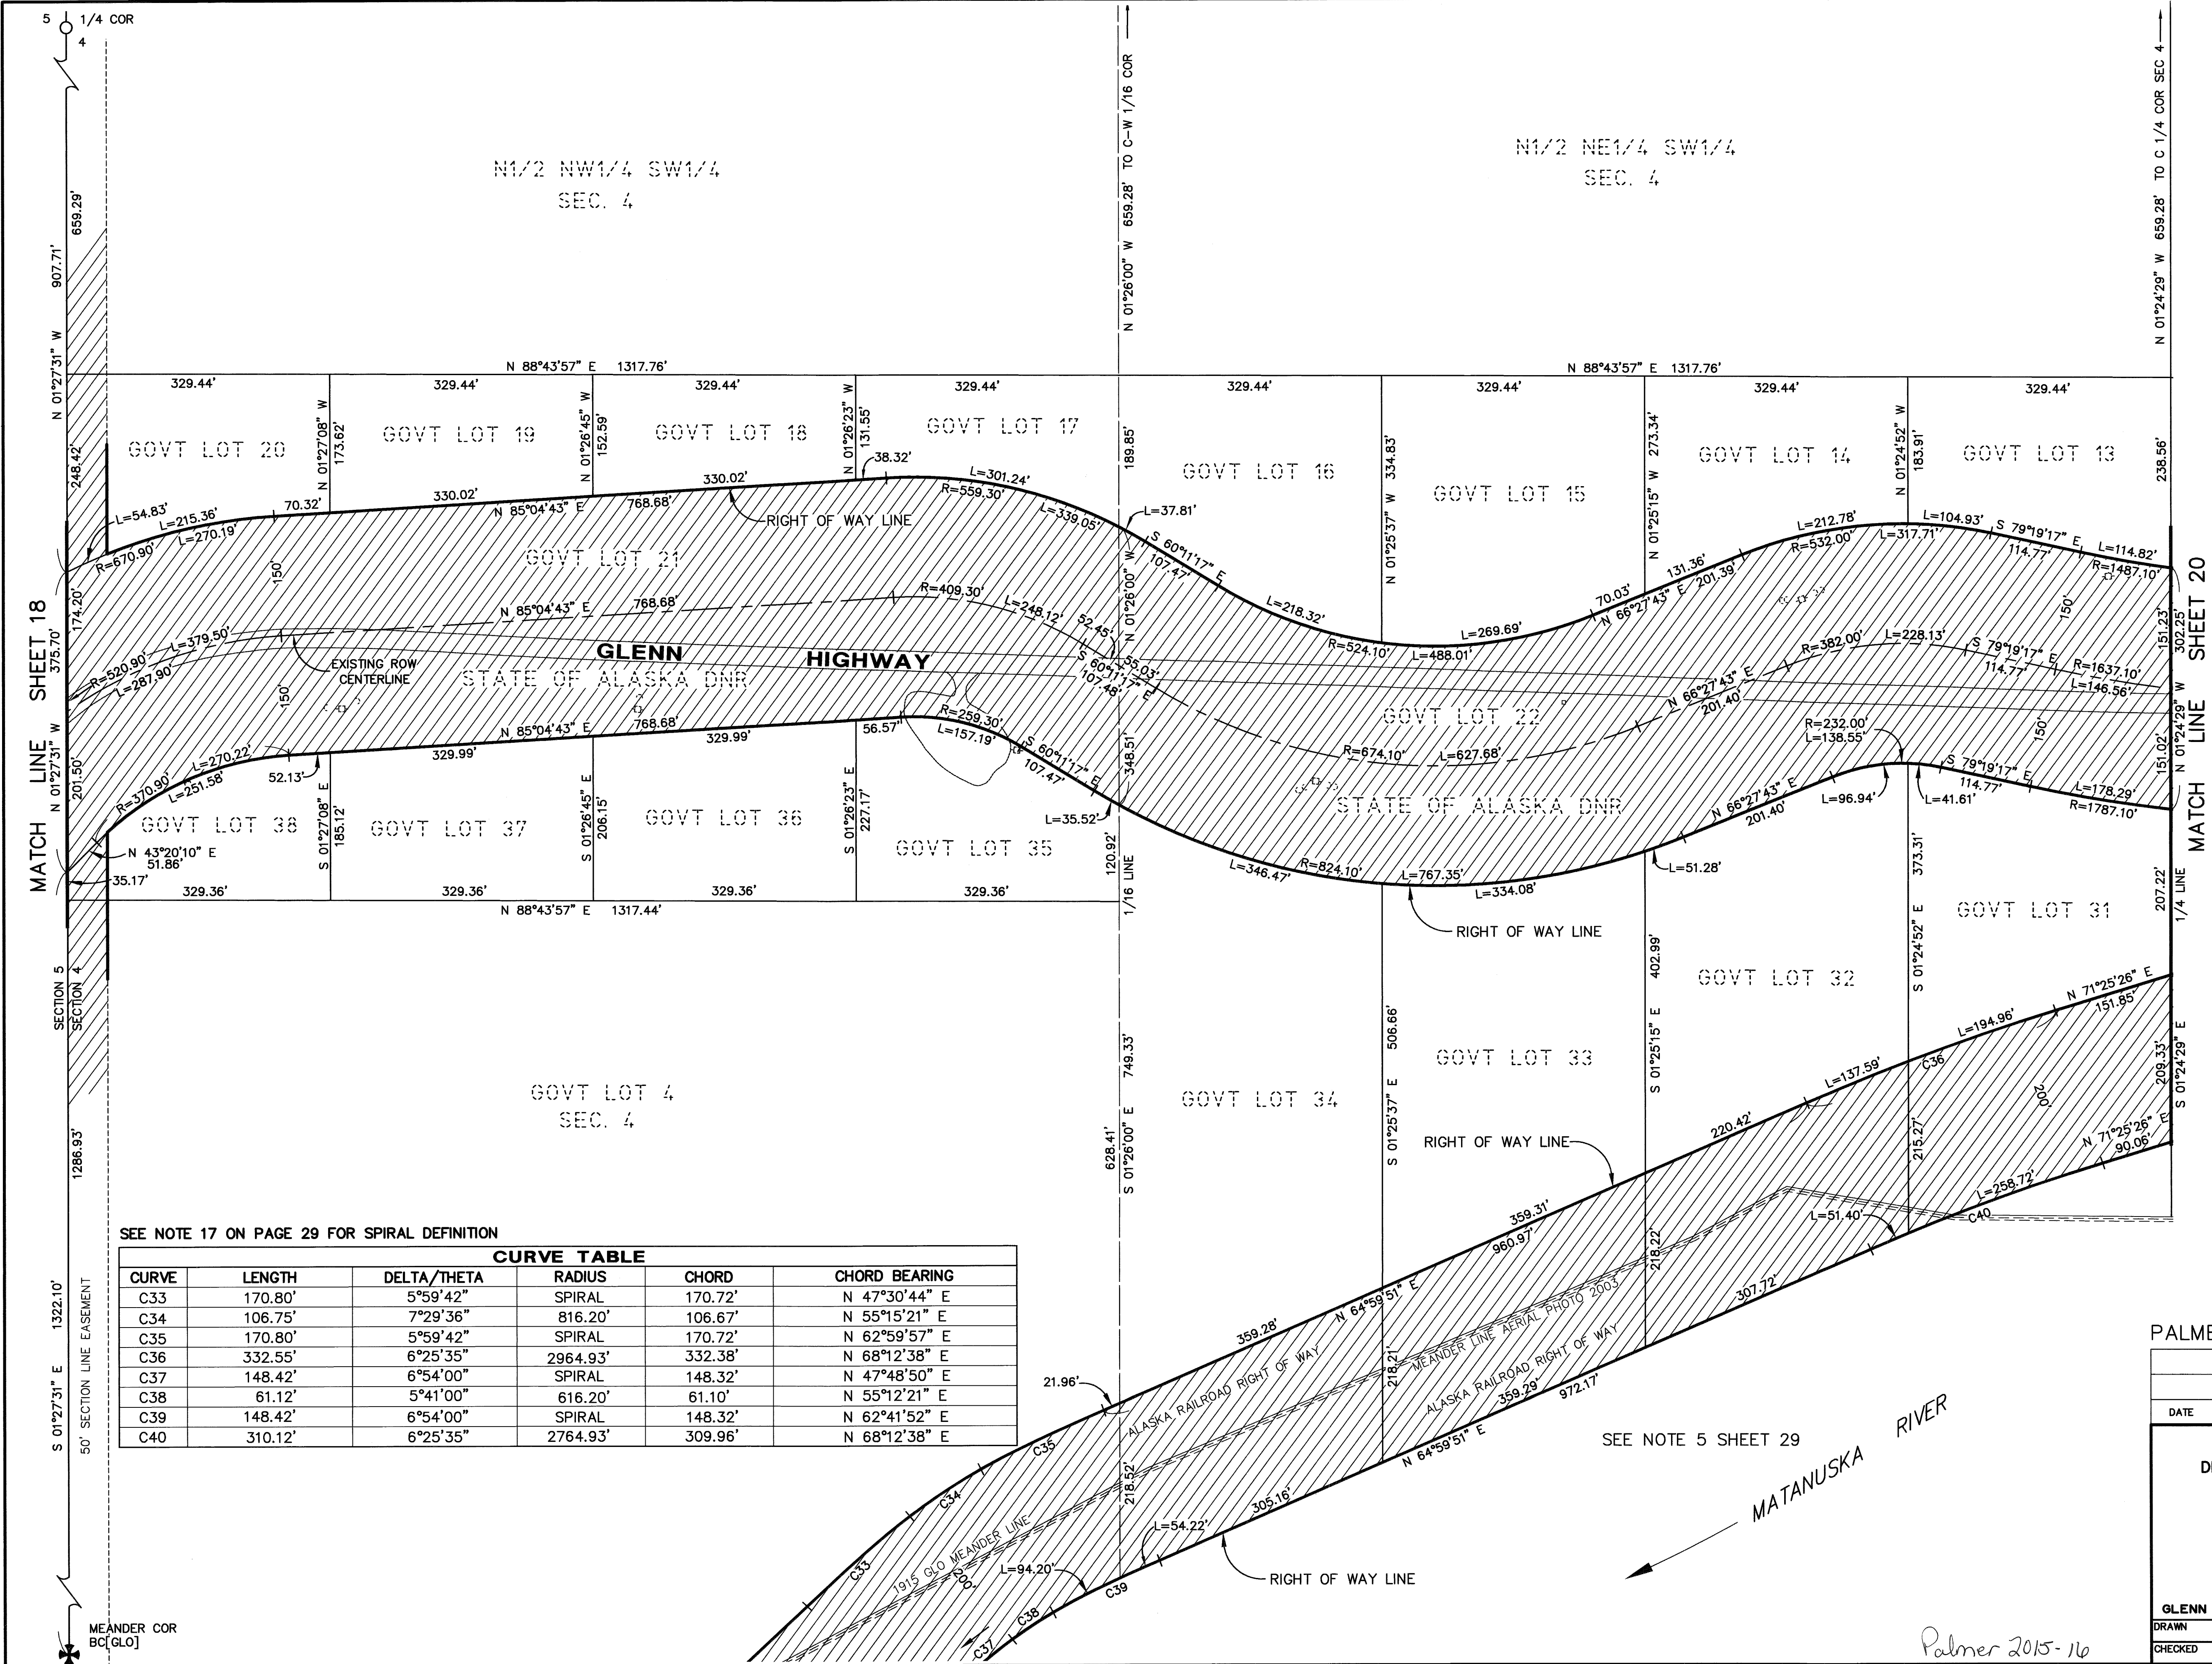 5 1/4 COR
4
N 01°27'31" W 907.71'
659.29'
248.42'
N1/2 NW1/4 SW1/4
SEC. 4
N 01°26'00" W 659.28' TO C-W 1/16 COR
N1/2 NE1/4 SW1/4
SEC. 4
N 01°24'29" W 659.28' TO C 1/4 COR SEC 4
N 88°43'57" E 1317.76'
N 88°43'57" E 1317.76'
329.44'
329.44'
329.44'
329.44'
329.44'
329.44'
329.44'
329.44'
GOVT LOT 20
N 01°27'08" W
173.62'
GOVT LOT 19
N 01°26'45" W
152.59'
GOVT LOT 18
N 01°26'23" W
131.55'
GOVT LOT 17
189.85'
GOVT LOT 16
N 01°25'37" W 334.83'
GOVT LOT 15
N 01°25'15" W 273.34'
GOVT LOT 14
N 01°24'52" W
183.91'
GOVT LOT 13
238.56'
L=54.83'
L=215.36'
L=270.19'
R=670.90'
70.32'
330.02'
N 85°04'43" E 768.68'
330.02'
RIGHT OF WAY LINE
38.32'
L=301.24'
R=559.30'
L=339.05'
L=37.81'
N 01°26'00" W
S 60°11'17" E
107.47'
L=218.32'
R=524.10'
L=488.01'
L=269.69'
70.03'
N 66°27'43" E 201.39'
131.36'
L=212.78'
R=532.00'
L=317.71'
L=104.93'
S 79°19'17" E
114.77'
L=114.82'
R=1487.10'
MATCH LINE SHEET 18
N 01°27'31" W 375.70'
174.20'
201.50'
GOVT LOT 21
150'
150'
N 85°04'43" E 768.68'
R=409.30'
L=248.12'
52.45'
55.03'
S 60°11'17" E
107.48'
R=520.90'
L=379.50'
L=287.90'
EXISTING ROW
CENTERLINE
GLENN HIGHWAY
STATE OF ALASKA DNR
GOVT LOT 22
R=674.10'
L=627.68'
N 66°27'43" E
201.40'
R=382.00'
L=228.13'
S 79°19'17" E
114.77'
R=1637.10'
L=146.56'
150'
150'
151.23'
302.25'
151.02'
N 01°24'29" W
MATCH LINE SHEET 20
R=370.90'
L=270.22'
L=251.58'
52.13'
329.99'
N 85°04'43" E 768.68'
329.99'
56.57'
R=259.30'
L=157.19'
S 60°11'17" E
107.47'
348.51'
L=35.52'
STATE OF ALASKA DNR
L=346.47'
R=824.10'
L=767.35'
L=334.08'
L=51.28'
N 66°27'43" E
201.40'
R=232.00'
L=138.55'
L=96.94'
L=41.61'
S 79°19'17" E
114.77'
L=178.29'
R=1787.10'
N 43°20'10" E
51.86'
35.17'
GOVT LOT 38
S 01°27'08" E
185.12'
GOVT LOT 37
S 01°26'45" E
206.15'
GOVT LOT 36
S 01°26'23" E
227.17'
GOVT LOT 35
120.92'
1/16 LINE
329.36'
329.36'
329.36'
329.36'
N 88°43'57" E 1317.44'
RIGHT OF WAY LINE
S 01°24'52" E 373.31'
GOVT LOT 31
207.22'
1/4 LINE
SECTION 5
SECTION 4
GOVT LOT 4
SEC. 4
749.33'
628.41'
S 01°26'00" E
GOVT LOT 34
S 01°25'37" E 506.66'
GOVT LOT 33
S 01°25'15" E 402.99'
GOVT LOT 32
N 71°25'26" E
151.85'
L=194.96'
C36
L=137.59'
200'
209.33'
S 01°24'29" E
N 71°25'26" E
90.06'
L=258.72'
C40
L=51.40'
215.27'
220.42'
RIGHT OF WAY LINE
359.31'
960.97'
N 64°59'51" E
359.28'
218.22'
218.21'
218.52'
307.72'
MEANDER LINE AERIAL PHOTO 2003
ALASKA RAILROAD RIGHT OF WAY
ALASKA RAILROAD RIGHT OF WAY
359.29'
972.17'
N 64°59'51" E
305.16'
21.96'
C35
C34
C33
1915 GLO MEANDER LINE
200'
L=94.20'
L=54.22'
C39
C38
C37
RIGHT OF WAY LINE
SEE NOTE 5 SHEET 29
MATANUSKA RIVER
1286.93'
S 01°27'31" E 1322.10'
50' SECTION LINE EASEMENT
MEANDER COR
BC[GLO]
SEE NOTE 17 ON PAGE 29 FOR SPIRAL DEFINITION
CURVE TABLE
CURVE LENGTH DELTA/THETA RADIUS CHORD CHORD BEARING
C33 170.80' 5°59'42" SPIRAL 170.72' N 47°30'44" E
C34 106.75' 7°29'36" 816.20' 106.67' N 55°15'21" E
C35 170.80' 5°59'42" SPIRAL 170.72' N 62°59'57" E
C36 332.55' 6°25'35" 2964.93' 332.38' N 68°12'38" E
C37 148.42' 6°54'00" SPIRAL 148.32' N 47°48'50" E
C38 61.12' 5°41'00" 616.20' 61.10' N 55°12'21" E
C39 148.42' 6°54'00" SPIRAL 148.32' N 62°41'52" E
C40 310.12' 6°25'35" 2764.93' 309.96' N 68°12'38" E
PALME
DATE
D
GLENN
DRAWN
CHECKED
Palmer 2015-16